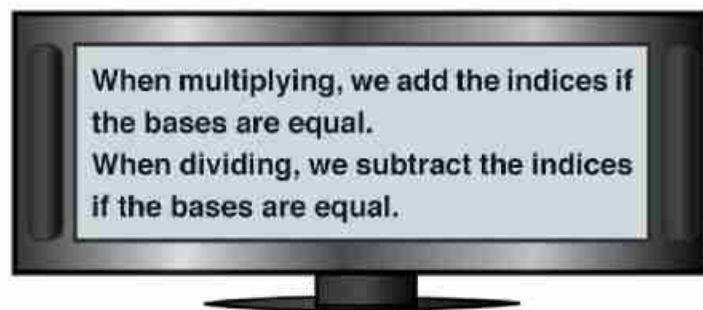 When multiplying, we add the indices if
the bases are equal.
When dividing, we subtract the indices
if the bases are equal.